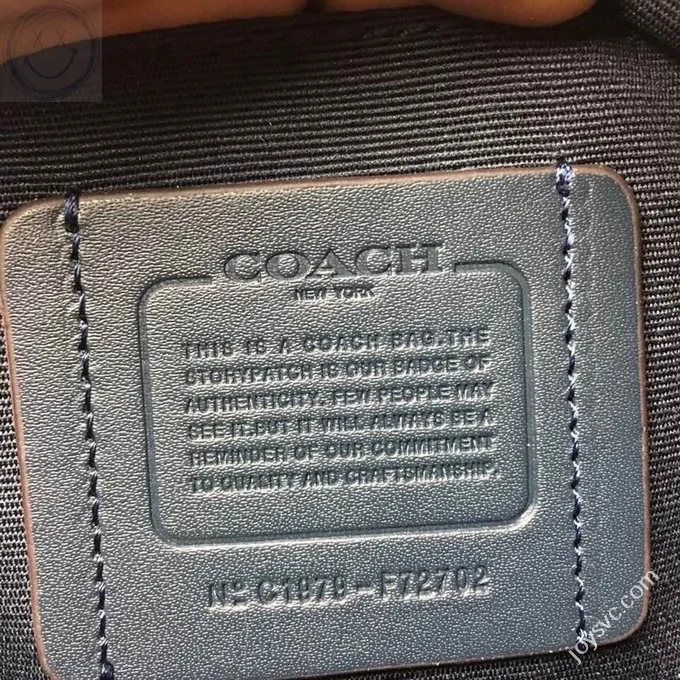 COACH
NEW YORK
THIS IS A COACH BAG.THE
STORYPATCH IS OUR BADGE OF
AUTHENTICITY. FEW PEOPLE MAY
SEE IT.BUT IT WILL ALWAYS BE A
REMINDER OF OUR COMMITMENT
TO QUALITY AND CRAFTSMANSHIP.
No C1979-F72702
joysvc.com